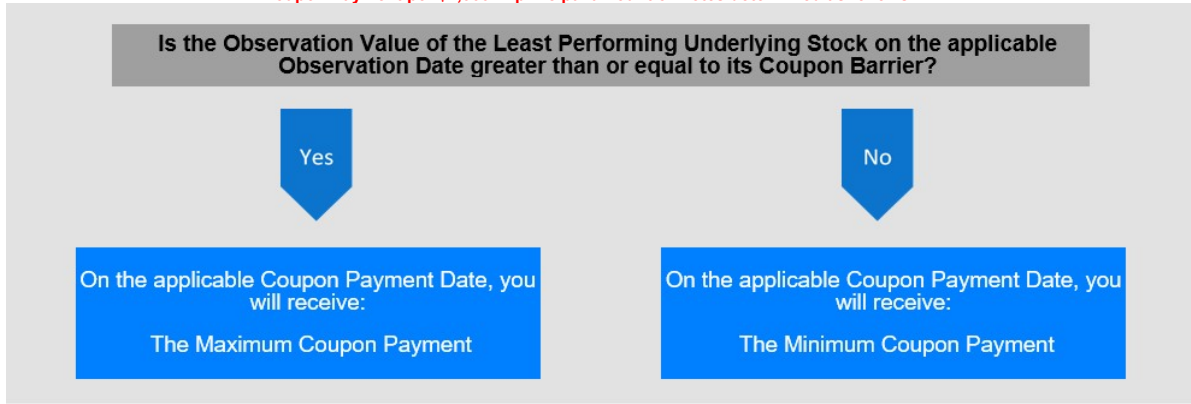 Is the Observation Value of the Least Performing Underlying Stock on the applicable
Observation Date greater than or equal to its Coupon Barrier?
Yes
No
On the applicable Coupon Payment Date, you
will receive:
The Maximum Coupon Payment
On the applicable Coupon Payment Date, you
will receive:
The Minimum Coupon Payment